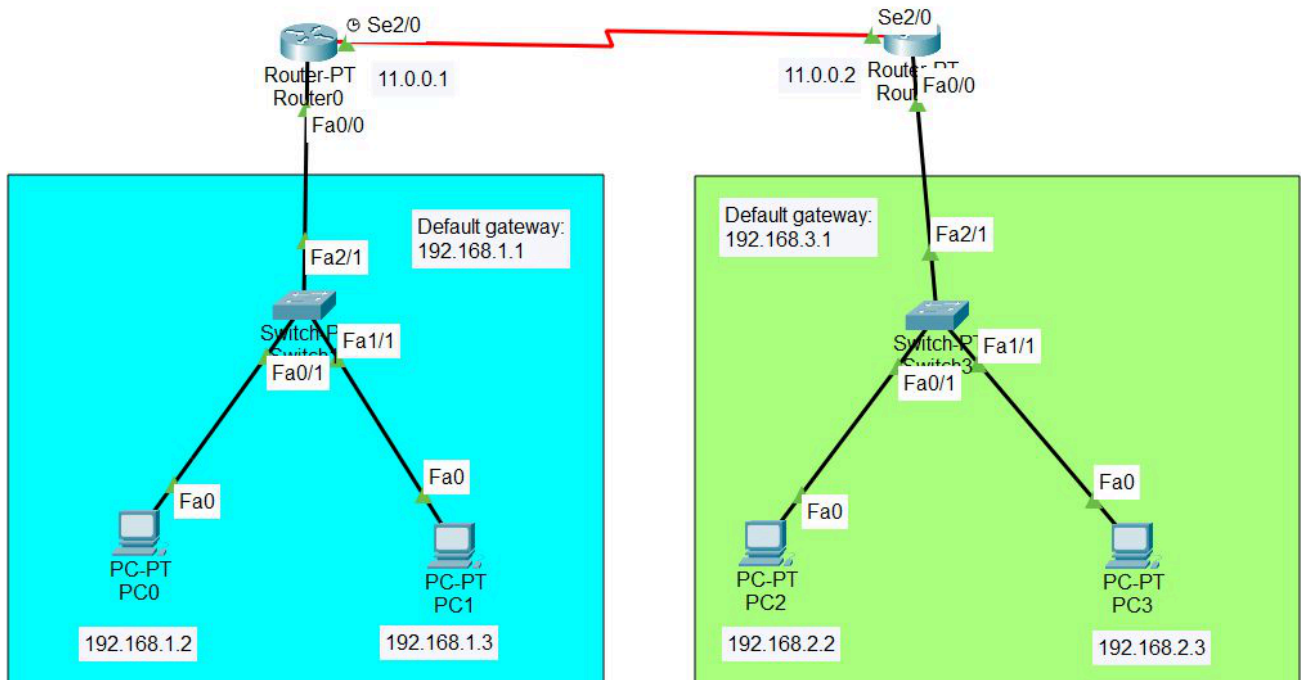 Se2/0
Se2/0
Router-PT
Router0
11.0.0.1
11.0.0.2
Fa0/0
Fa0/0
Default gateway:
192.168.1.1
Default gateway:
192.168.3.1
Fa2/1
Fa2/1
Fa1/1
Fa0/1
Switch-PT
Switch3
Fa1/1
Fa0/1
Fa0
Fa0
Fa0
Fa0
PC-PT
PC0
PC-PT
PC1
PC-PT
PC2
PC-PT
PC3
192.168.1.2
192.168.1.3
192.168.2.2
192.168.2.3